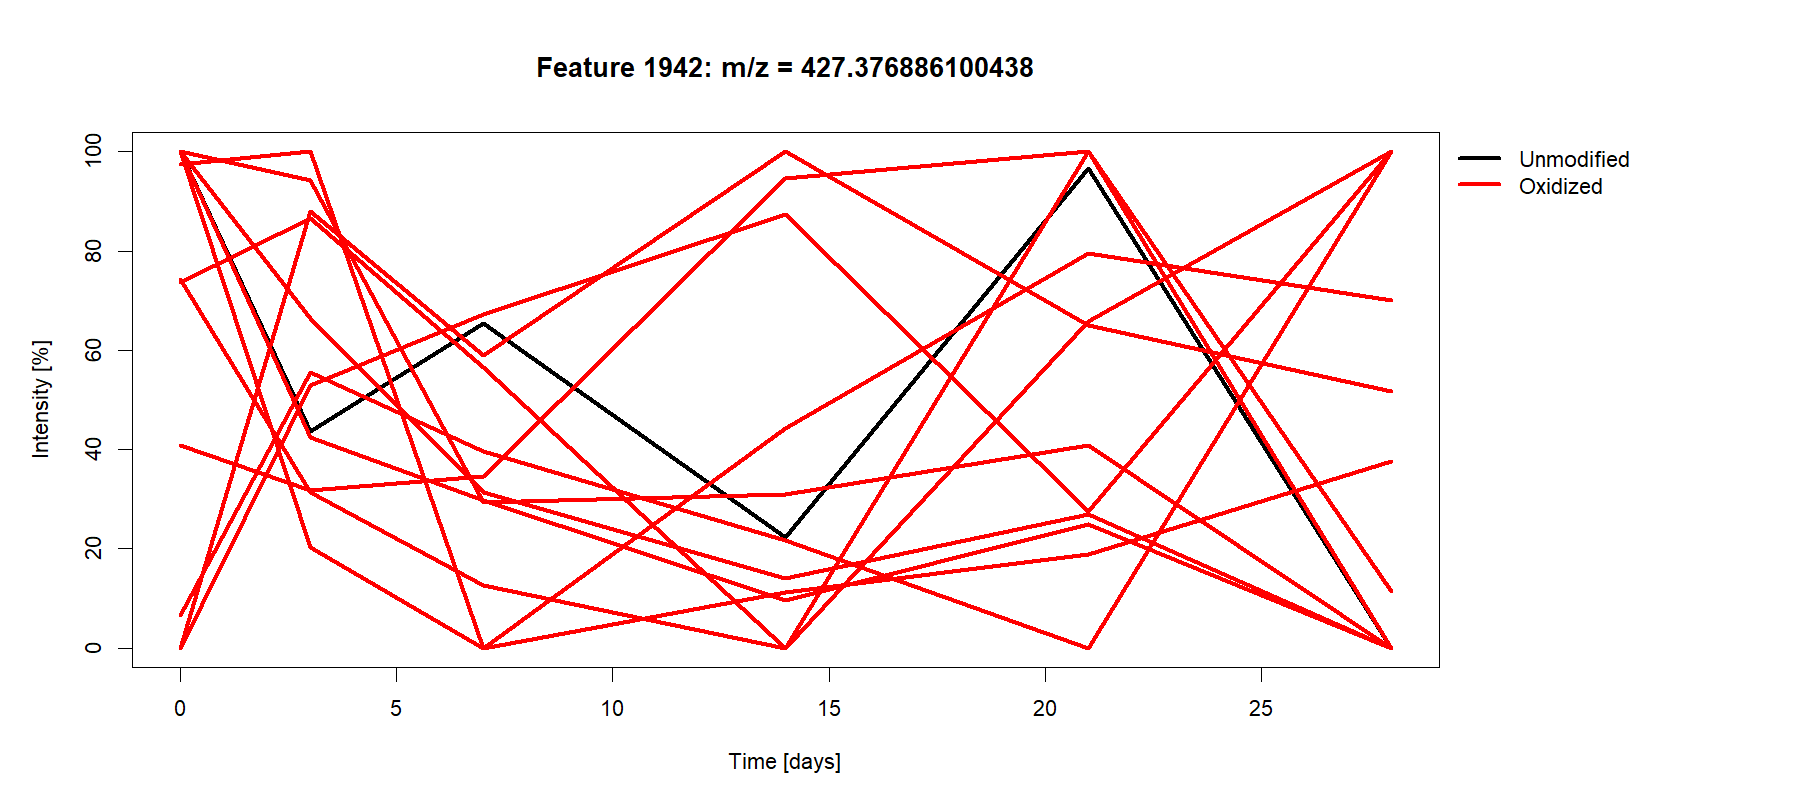 Feature 1942: m/z = 427.376886100438
Unmodified
Oxidized
Intensity [%]
100
80
60
40
20
0
0 5 10 15 20 25
Time [days]